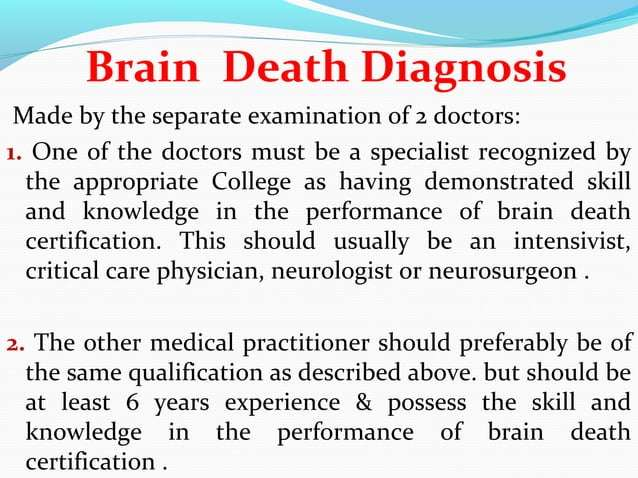 Brain Death Diagnosis
Made by the separate examination of 2 doctors:
1. One of the doctors must be a specialist recognized by
the appropriate College as having demonstrated skill
and knowledge in the performance of brain death
certification. This should usually be an intensivist,
critical care physician, neurologist or neurosurgeon .
2. The other medical practitioner should preferably be of
the same qualification as described above. but should be
at least 6 years experience & possess the skill and
knowledge in the performance of brain death
certification .